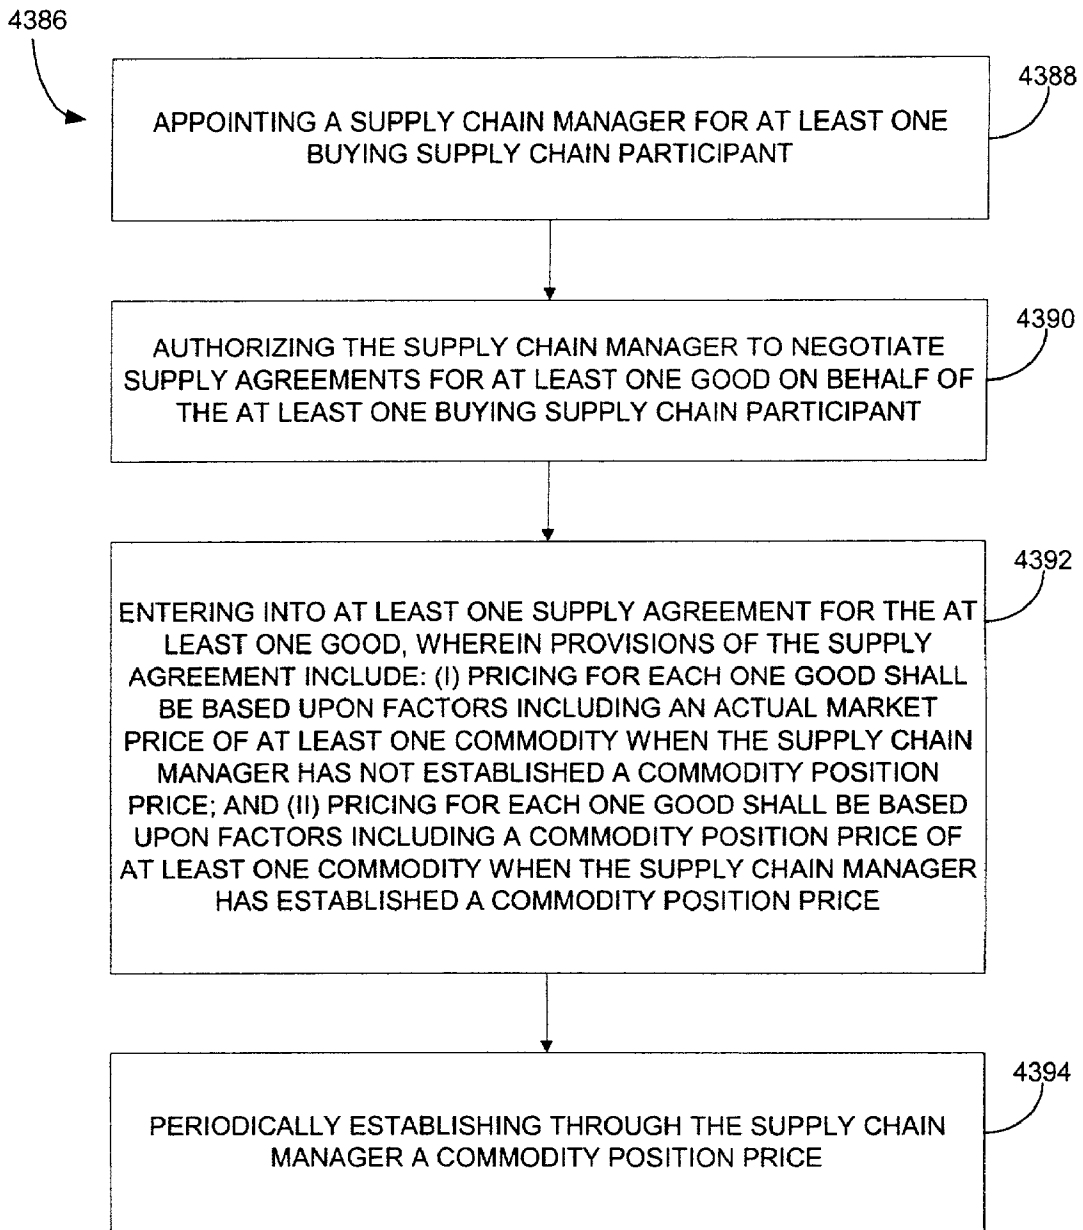 4386
4388
APPOINTING A SUPPLY CHAIN MANAGER FOR AT LEAST ONE
BUYING SUPPLY CHAIN PARTICIPANT
4390
AUTHORIZING THE SUPPLY CHAIN MANAGER TO NEGOTIATE
SUPPLY AGREEMENTS FOR AT LEAST ONE GOOD ON BEHALF OF
THE AT LEAST ONE BUYING SUPPLY CHAIN PARTICIPANT
4392
ENTERING INTO AT LEAST ONE SUPPLY AGREEMENT FOR THE AT
LEAST ONE GOOD, WHEREIN PROVISIONS OF THE SUPPLY
AGREEMENT INCLUDE: (I) PRICING FOR EACH ONE GOOD SHALL
BE BASED UPON FACTORS INCLUDING AN ACTUAL MARKET
PRICE OF AT LEAST ONE COMMODITY WHEN THE SUPPLY CHAIN
MANAGER HAS NOT ESTABLISHED A COMMODITY POSITION
PRICE; AND (II) PRICING FOR EACH ONE GOOD SHALL BE BASED
UPON FACTORS INCLUDING A COMMODITY POSITION PRICE OF
AT LEAST ONE COMMODITY WHEN THE SUPPLY CHAIN MANAGER
HAS ESTABLISHED A COMMODITY POSITION PRICE
4394
PERIODICALLY ESTABLISHING THROUGH THE SUPPLY CHAIN
MANAGER A COMMODITY POSITION PRICE